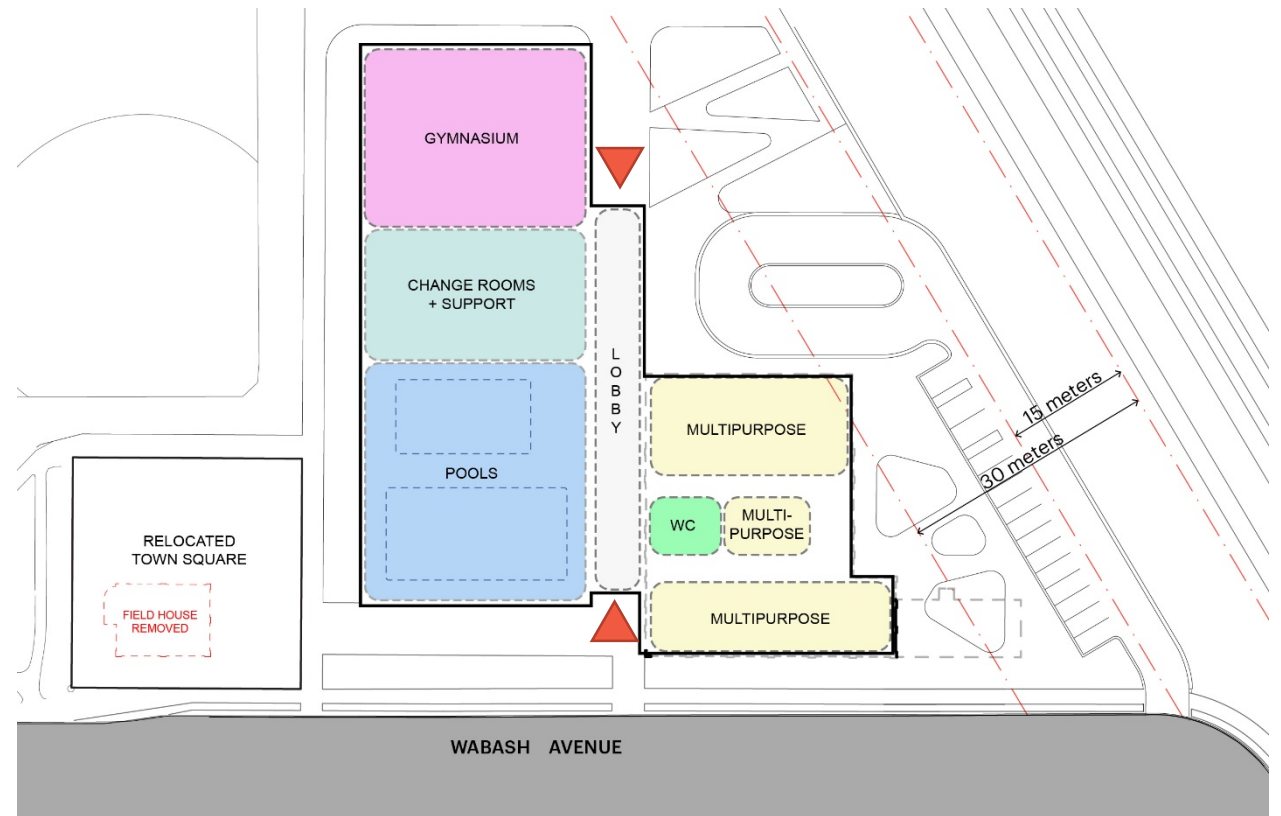 GYMNASIUM
CHANGE ROOMS
+ SUPPORT
LOBBY
MULTIPURPOSE
15 meters
30 meters
POOLS
WC
MULTI-
PURPOSE
RELOCATED
TOWN SQUARE
FIELD HOUSE
REMOVED
MULTIPURPOSE
WABASH AVENUE